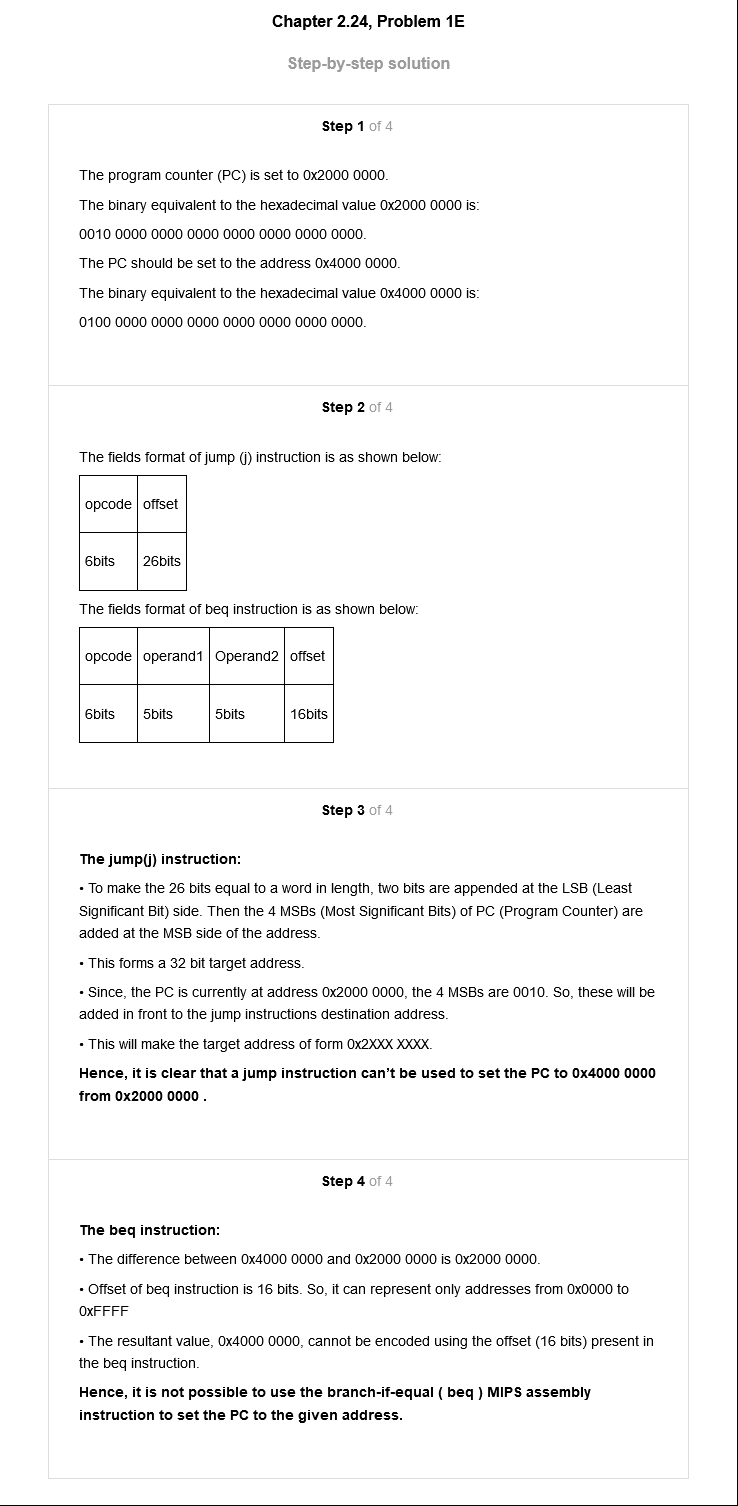 Chapter 2.24, Problem 1E
Step-by-step solution
Step 1 of 4
The program counter (PC) is set to 0x2000 0000.
The binary equivalent to the hexadecimal value 0x2000 0000 is:
0010 0000 0000 0000 0000 0000 0000 0000.
The PC should be set to the address 0x4000 0000.
The binary equivalent to the hexadecimal value 0x4000 0000 is:
0100 0000 0000 0000 0000 0000 0000 0000.
Step 2 of 4
The fields format of jump (j) instruction is as shown below:
opcode offset
6bits 26bits
The fields format of beq instruction is as shown below:
opcode operand1 Operand2 offset
6bits 5bits 5bits 16bits
Step 3 of 4
The jump(j) instruction:
• To make the 26 bits equal to a word in length, two bits are appended at the LSB (Least
Significant Bit) side. Then the 4 MSBs (Most Significant Bits) of PC (Program Counter) are
added at the MSB side of the address.
• This forms a 32 bit target address.
• Since, the PC is currently at address 0x2000 0000, the 4 MSBs are 0010. So, these will be
added in front to the jump instructions destination address.
• This will make the target address of form 0x2XXX XXXX.
Hence, it is clear that a jump instruction can’t be used to set the PC to 0x4000 0000
from 0x2000 0000 .
Step 4 of 4
The beq instruction:
• The difference between 0x4000 0000 and 0x2000 0000 is 0x2000 0000.
• Offset of beq instruction is 16 bits. So, it can represent only addresses from 0x0000 to
0xFFFF
• The resultant value, 0x4000 0000, cannot be encoded using the offset (16 bits) present in
the beq instruction.
Hence, it is not possible to use the branch-if-equal ( beq ) MIPS assembly
instruction to set the PC to the given address.